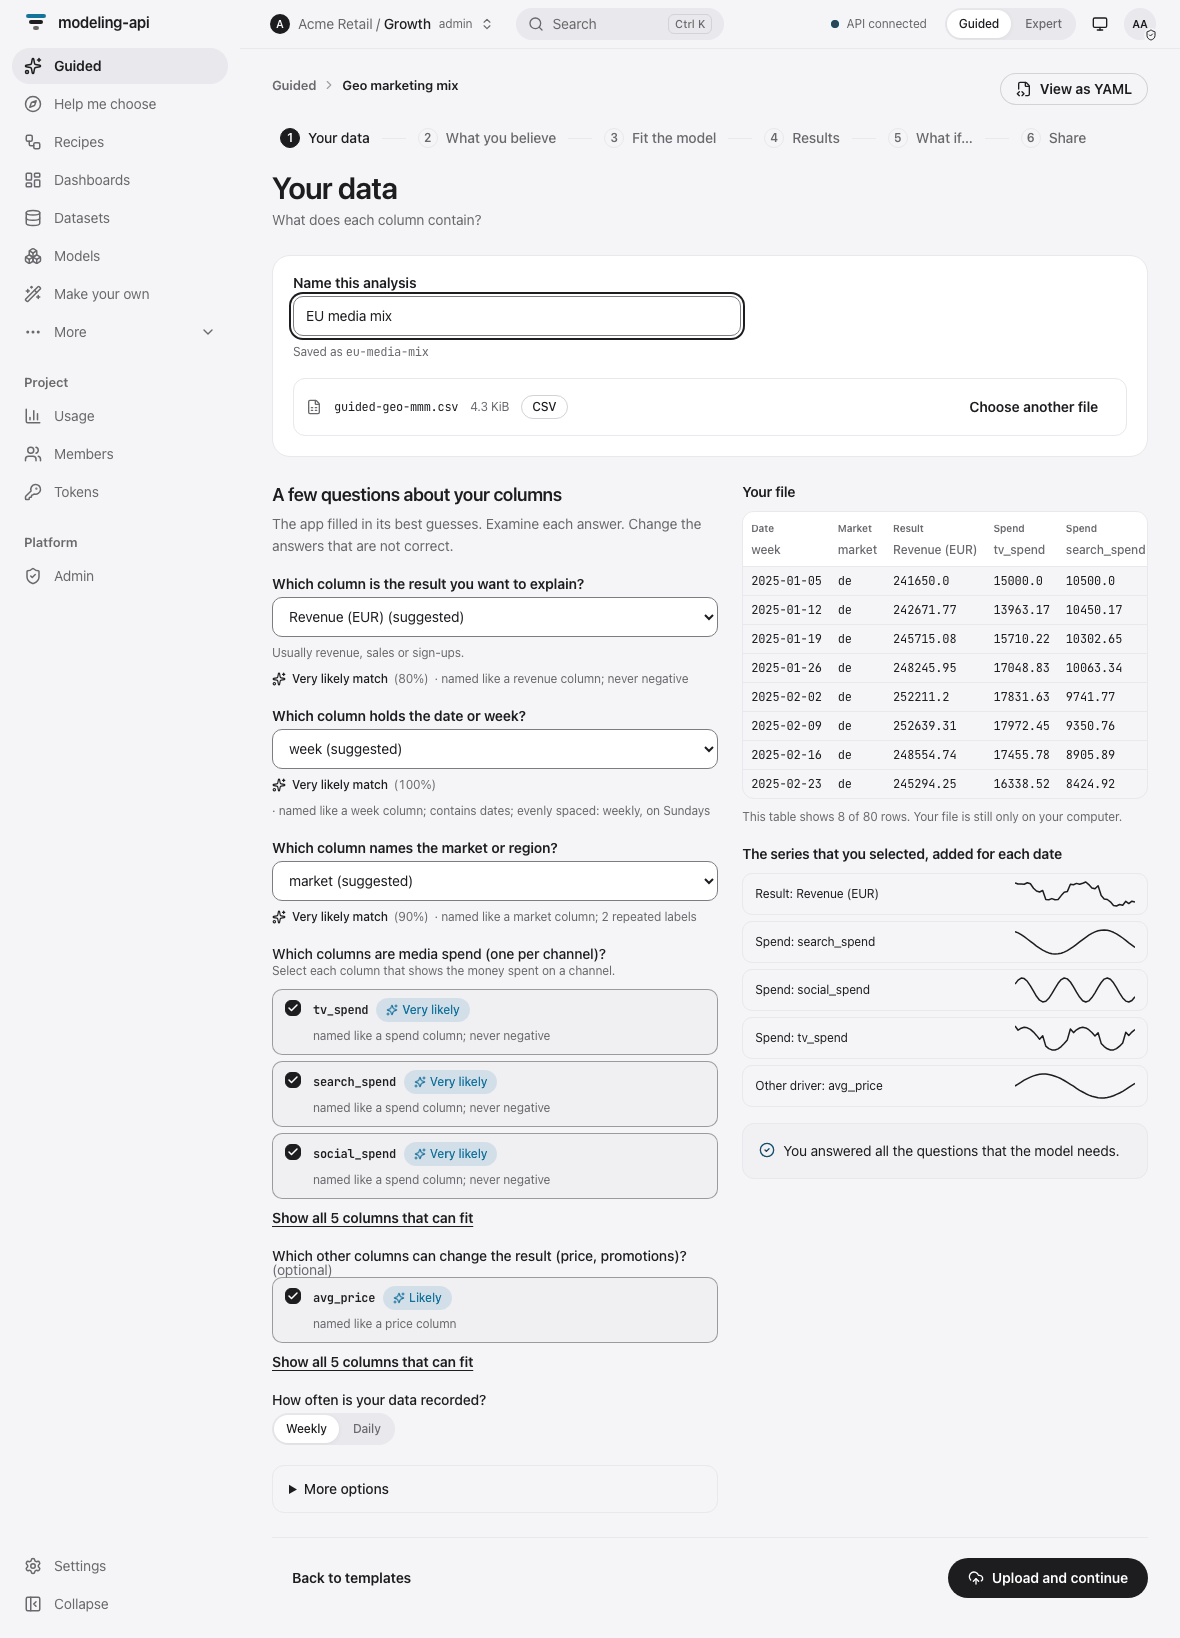 modeling-api
A Acme Retail / Growth admin
Search Ctrl K
API connected
Guided Expert
AA
Guided
Help me choose
Recipes
Dashboards
Datasets
Models
Make your own
More
Project
Usage
Members
Tokens
Platform
Admin
Settings
Collapse
Guided > Geo marketing mix
View as YAML
1 Your data 2 What you believe 3 Fit the model 4 Results 5 What if... 6 Share
Your data
What does each column contain?
Name this analysis
EU media mix
Saved as eu-media-mix
guided-geo-mmm.csv 4.3 KiB CSV Choose another file
A few questions about your columns
The app filled in its best guesses. Examine each answer. Change the
answers that are not correct.
Which column is the result you want to explain?
Revenue (EUR) (suggested)
Usually revenue, sales or sign-ups.
Very likely match (80%) · named like a revenue column; never negative
Which column holds the date or week?
week (suggested)
Very likely match (100%)
· named like a week column; contains dates; evenly spaced: weekly, on Sundays
Which column names the market or region?
market (suggested)
Very likely match (90%) · named like a market column; 2 repeated labels
Which columns are media spend (one per channel)?
Select each column that shows the money spent on a channel.
tv_spend Very likely
named like a spend column; never negative
search_spend Very likely
named like a spend column; never negative
social_spend Very likely
named like a spend column; never negative
Show all 5 columns that can fit
Which other columns can change the result (price, promotions)?
(optional)
avg_price Likely
named like a price column
Show all 5 columns that can fit
How often is your data recorded?
Weekly Daily
More options
Your file
Date Market Result Spend Spend
week market Revenue (EUR) tv_spend search_spend
2025-01-05 de 241650.0 15000.0 10500.0
2025-01-12 de 242671.77 13963.17 10450.17
2025-01-19 de 245715.08 15710.22 10302.65
2025-01-26 de 248245.95 17048.83 10063.34
2025-02-02 de 252211.2 17831.63 9741.77
2025-02-09 de 252639.31 17972.45 9350.76
2025-02-16 de 248554.74 17455.78 8905.89
2025-02-23 de 245294.25 16338.52 8424.92
This table shows 8 of 80 rows. Your file is still only on your computer.
The series that you selected, added for each date
Result: Revenue (EUR)
Spend: search_spend
Spend: social_spend
Spend: tv_spend
Other driver: avg_price
You answered all the questions that the model needs.
Back to templates
Upload and continue